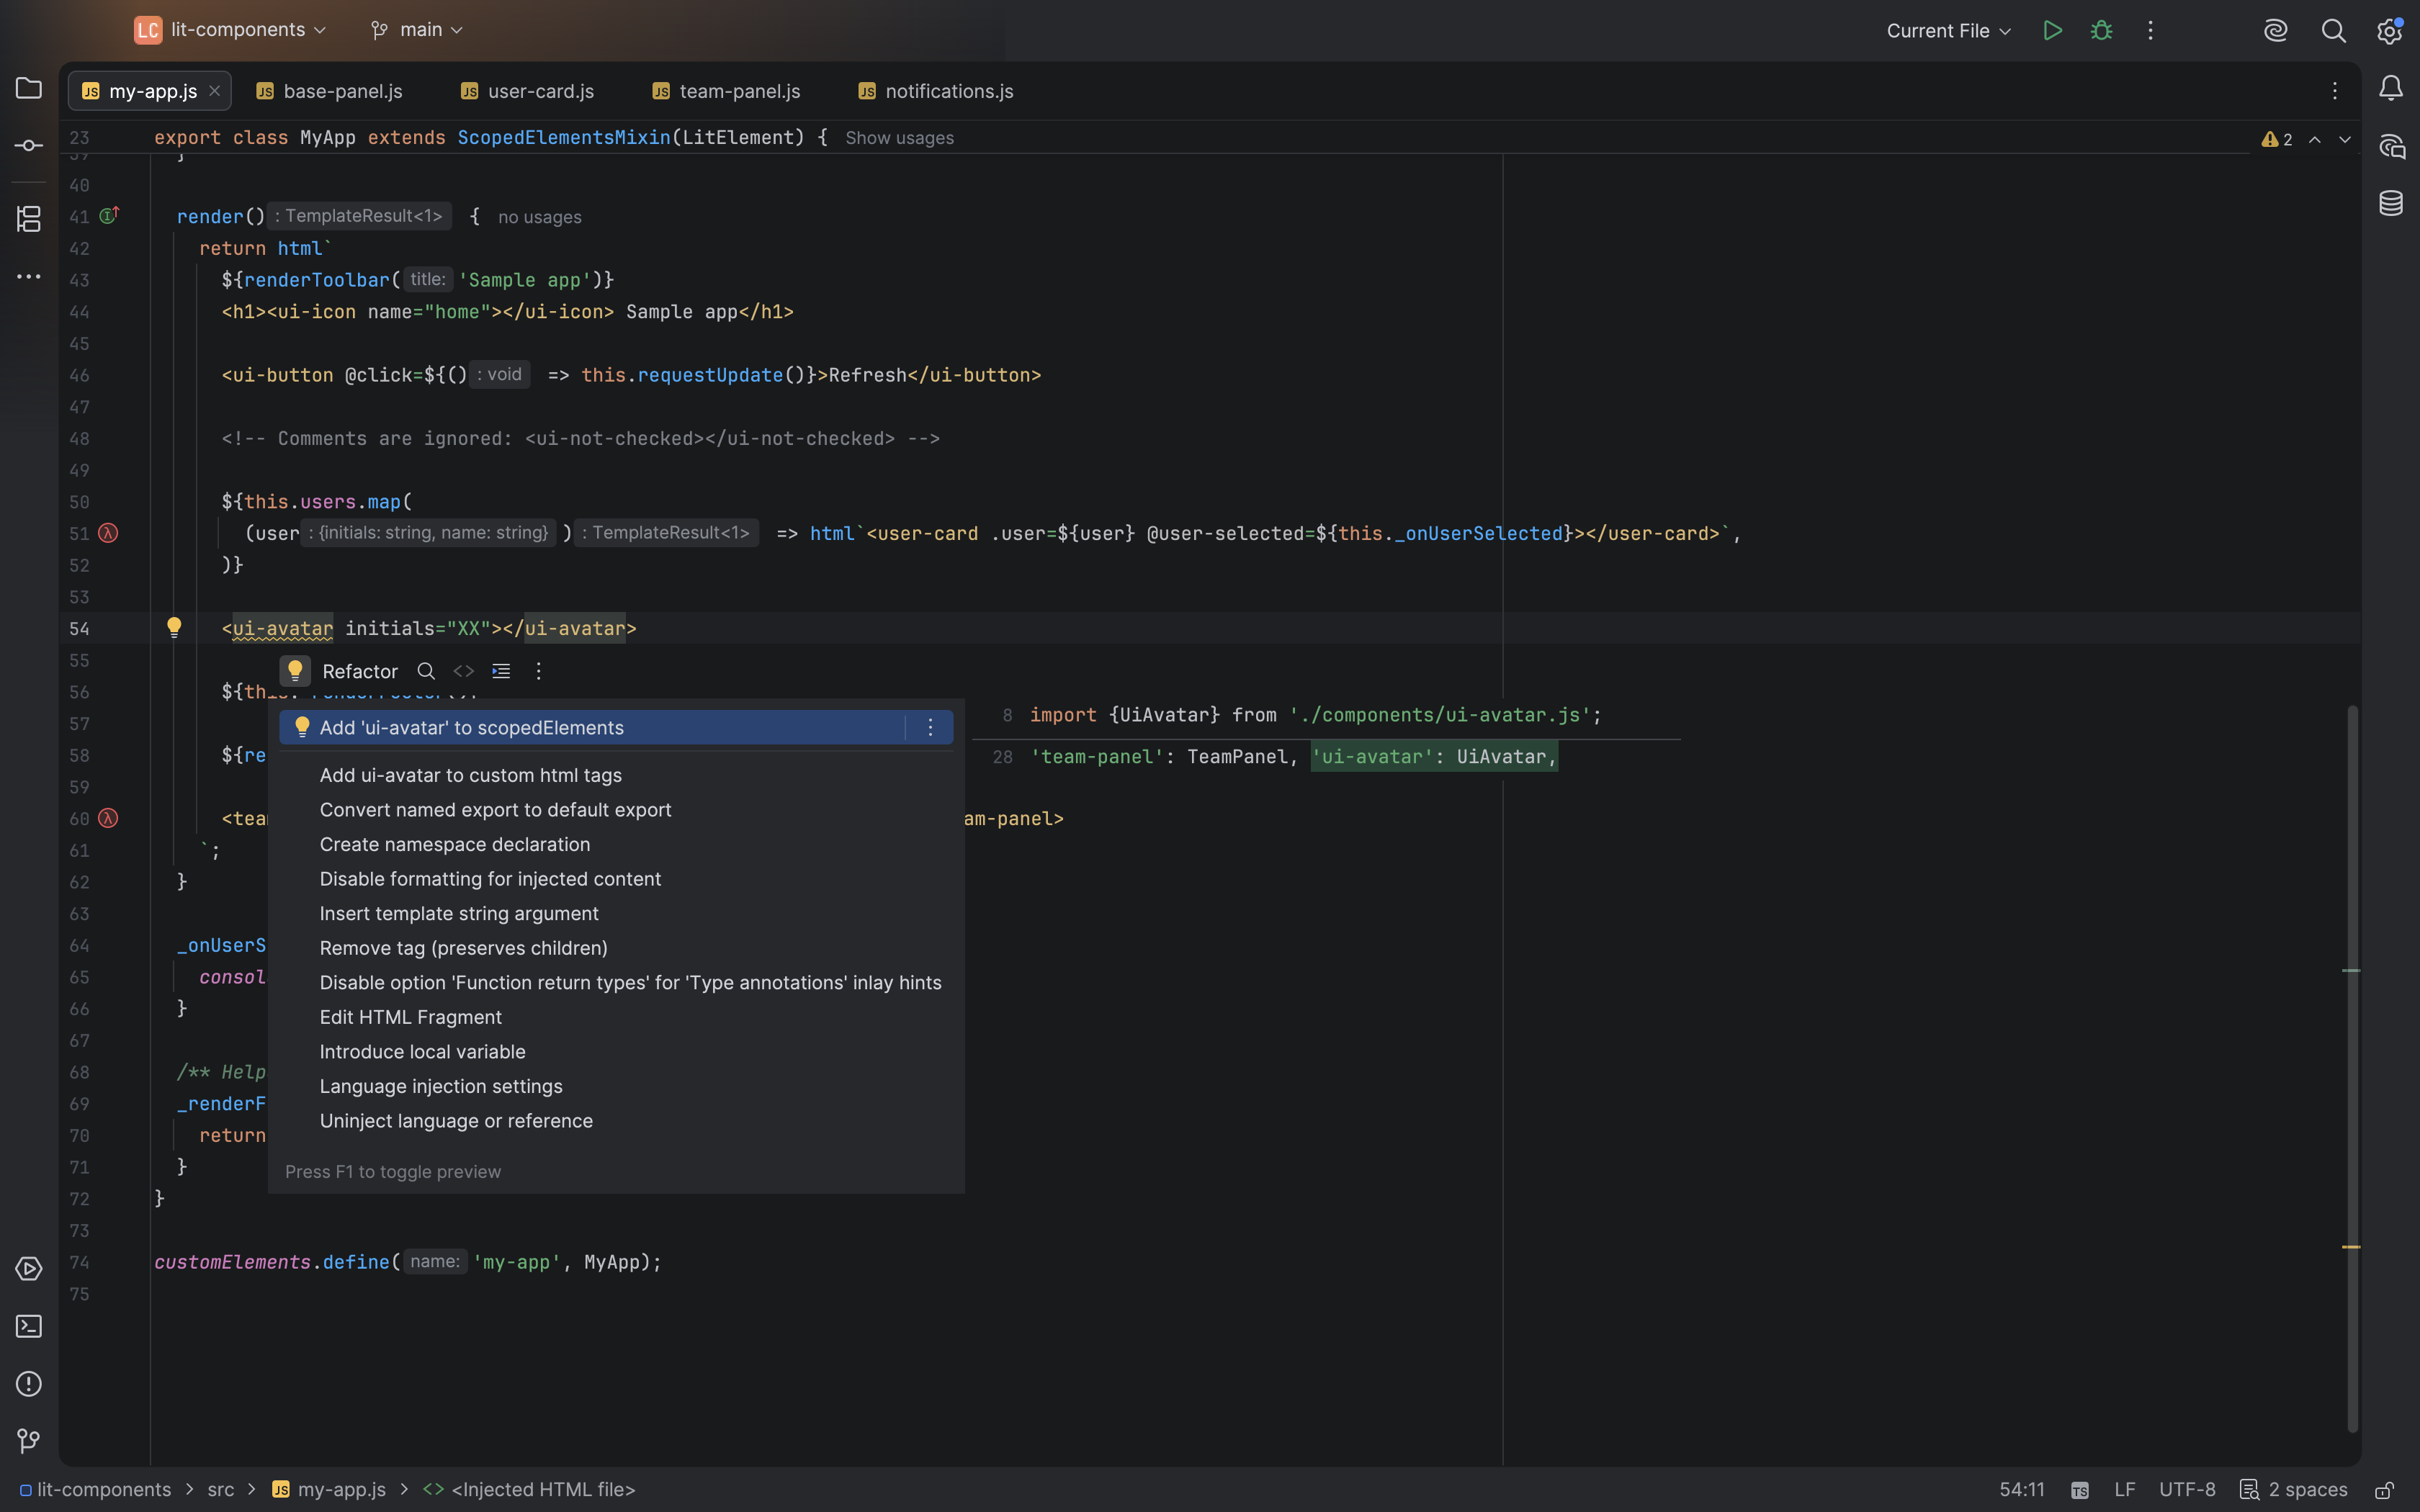 LC lit-components main Current File
my-app.js base-panel.js user-card.js team-panel.js notifications.js
23 export class MyApp extends ScopedElementsMixin(LitElement) { Show usages 2
39 }
40
41 render() : TemplateResult<1> { no usages
42 return html`
43 ${renderToolbar( title: 'Sample app')}
44 <h1><ui-icon name="home"></ui-icon> Sample app</h1>
45
46 <ui-button @click=${() : void => this.requestUpdate()}>Refresh</ui-button>
47
48 <!-- Comments are ignored: <ui-not-checked></ui-not-checked> -->
49
50 ${this.users.map(
51 (user : {initials: string, name: string} ) : TemplateResult<1> => html`<user-card .user=${user} @user-selected=${this._onUserSelected}></user-card>`,
52 )}
53
54 <ui-avatar initials="XX"></ui-avatar>
55 Refactor
56 ${this.
57
58 ${re
59
60 <tea am-panel>
61 `;
62 }
63
64 _onUserS
65 consol
66 }
67
68 /** Help
69 _renderF
70 return
71 }
72 }
73
74 customElements.define( name: 'my-app', MyApp);
75
Add 'ui-avatar' to scopedElements
Add ui-avatar to custom html tags
Convert named export to default export
Create namespace declaration
Disable formatting for injected content
Insert template string argument
Remove tag (preserves children)
Disable option 'Function return types' for 'Type annotations' inlay hints
Edit HTML Fragment
Introduce local variable
Language injection settings
Uninject language or reference
Press F1 to toggle preview
8 import {UiAvatar} from './components/ui-avatar.js';
28 'team-panel': TeamPanel, 'ui-avatar': UiAvatar,
lit-components > src > JS my-app.js > <> <Injected HTML file> 54:11 TS LF UTF-8 2 spaces